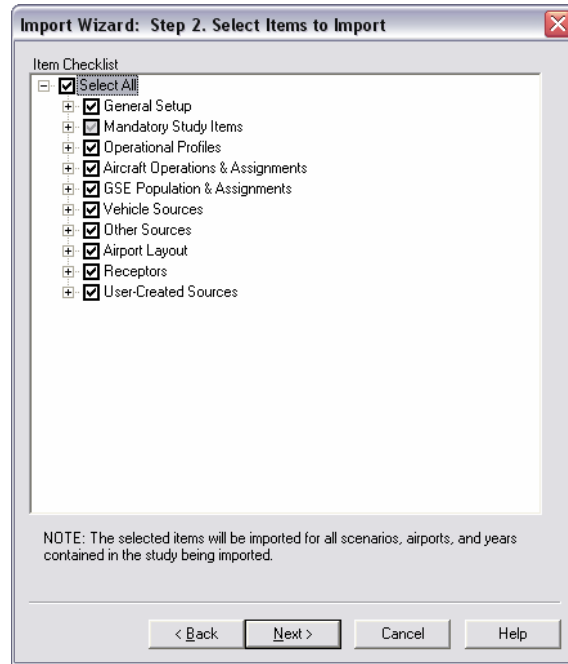 Import Wizard:  Step 2. Select Items to Import
Item Checklist
Select All
General Setup
Mandatory Study Items
Operational Profiles
Aircraft Operations & Assignments
GSE Population & Assignments
Vehicle Sources
Other Sources
Airport Layout
Receptors
User-Created Sources
NOTE: The selected items will be imported for all scenarios, airports, and years
contained in the study being imported.
< Back Next > Cancel Help